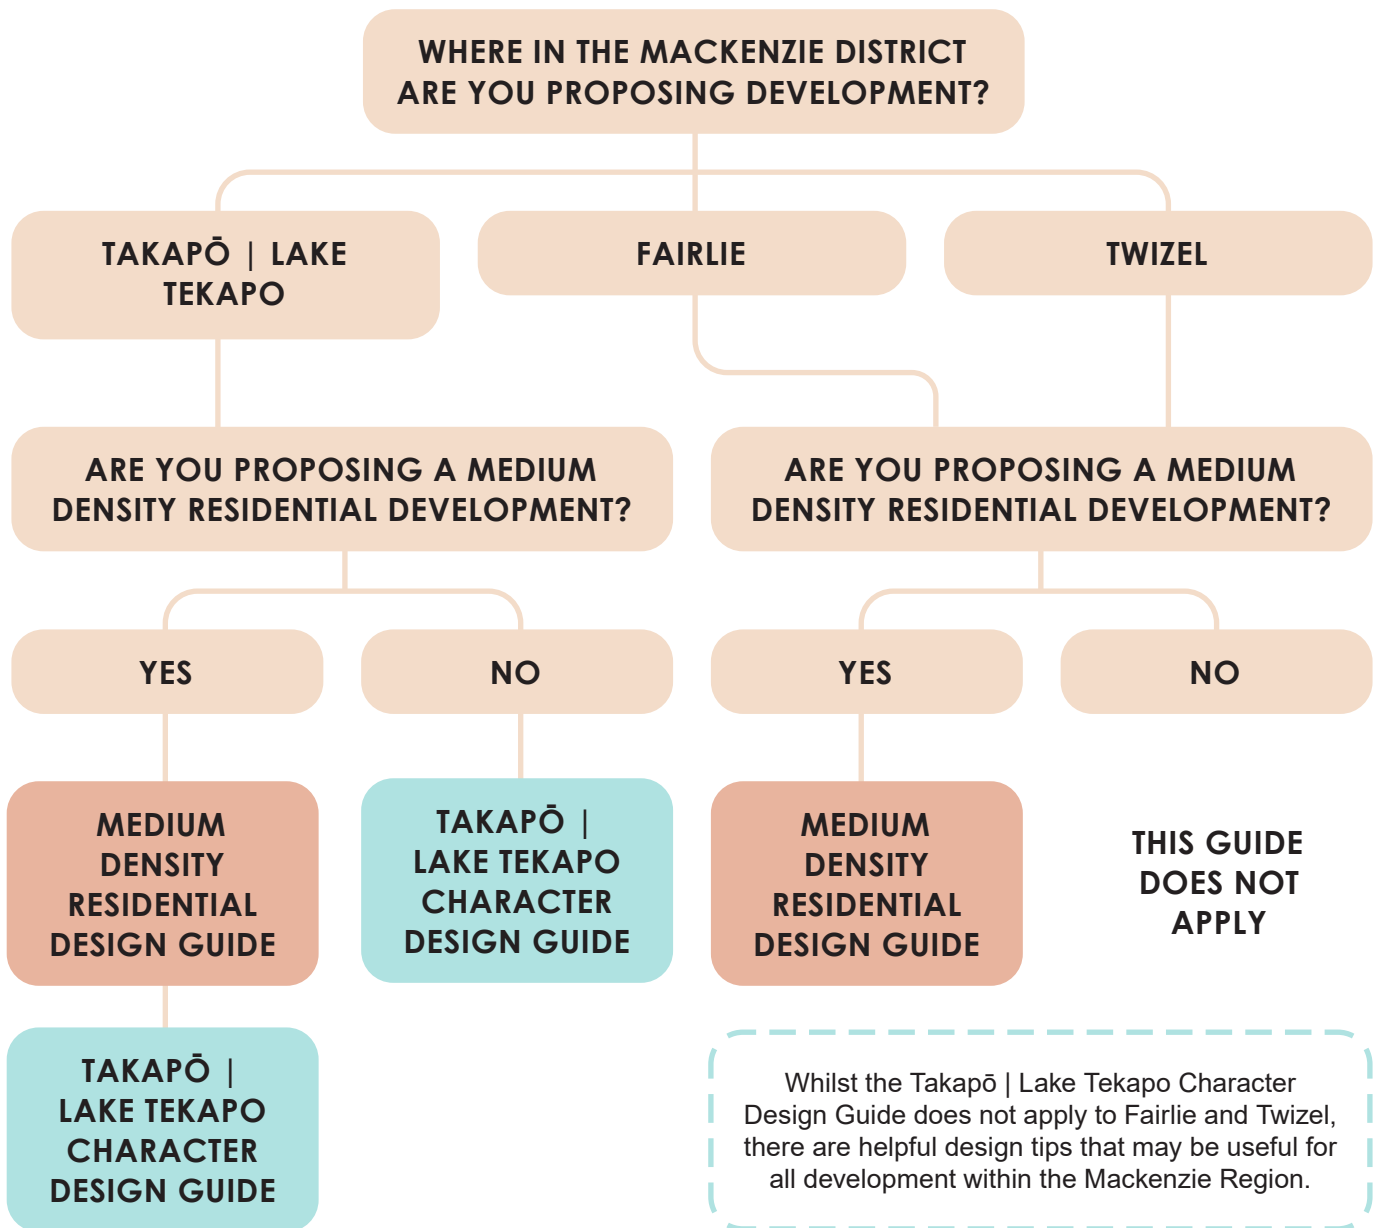 WHERE IN THE MACKENZIE DISTRICT
ARE YOU PROPOSING DEVELOPMENT?
TAKAPŌ | LAKE
TEKAPO
FAIRLIE
TWIZEL
ARE YOU PROPOSING A MEDIUM
DENSITY RESIDENTIAL DEVELOPMENT?
ARE YOU PROPOSING A MEDIUM
DENSITY RESIDENTIAL DEVELOPMENT?
YES
NO
YES
NO
MEDIUM
DENSITY
RESIDENTIAL
DESIGN GUIDE
TAKAPŌ |
LAKE TEKAPO
CHARACTER
DESIGN GUIDE
MEDIUM
DENSITY
RESIDENTIAL
DESIGN GUIDE
THIS GUIDE
DOES NOT
APPLY
TAKAPŌ |
LAKE TEKAPO
CHARACTER
DESIGN GUIDE
Whilst the Takapō | Lake Tekapo Character
Design Guide does not apply to Fairlie and Twizel,
there are helpful design tips that may be useful for
all development within the Mackenzie Region.